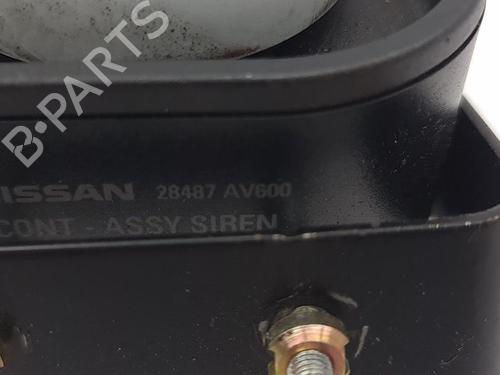 B-PARTS
NISSAN 28487 AV600
CONT - ASSY SIREN